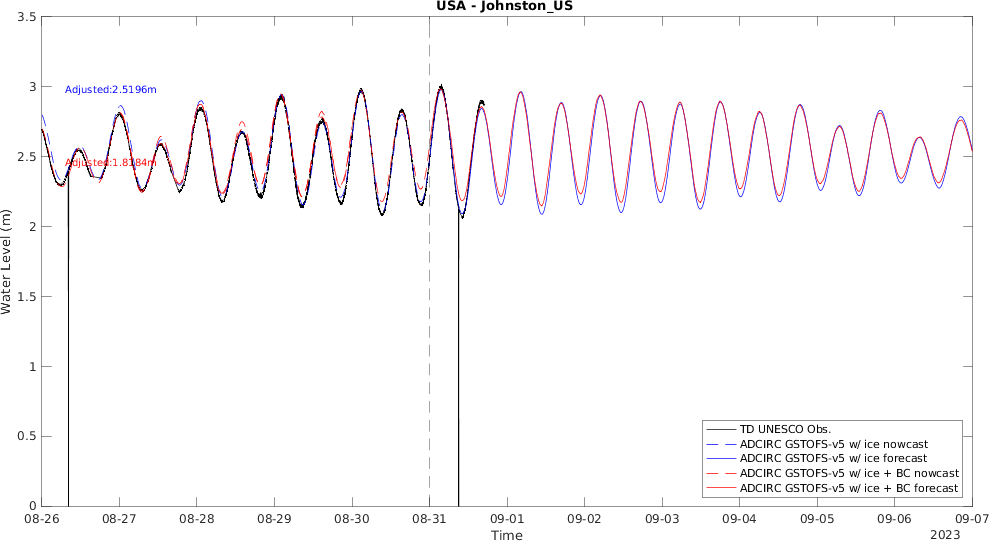 USA - Johnston_US
3.5
3
2.5
2
1.5
1
0.5
0
Water Level (m)
Adjusted:2.5196m
Adjusted:1.8184m
TD UNESCO Obs.
ADCIRC GSTOFS-v5 w/ ice nowcast
ADCIRC GSTOFS-v5 w/ ice forecast
ADCIRC GSTOFS-v5 w/ ice + BC nowcast
ADCIRC GSTOFS-v5 w/ ice + BC forecast
08-26 08-27 08-28 08-29 08-30 08-31 09-01 09-02 09-03 09-04 09-05 09-06 09-07
Time
2023